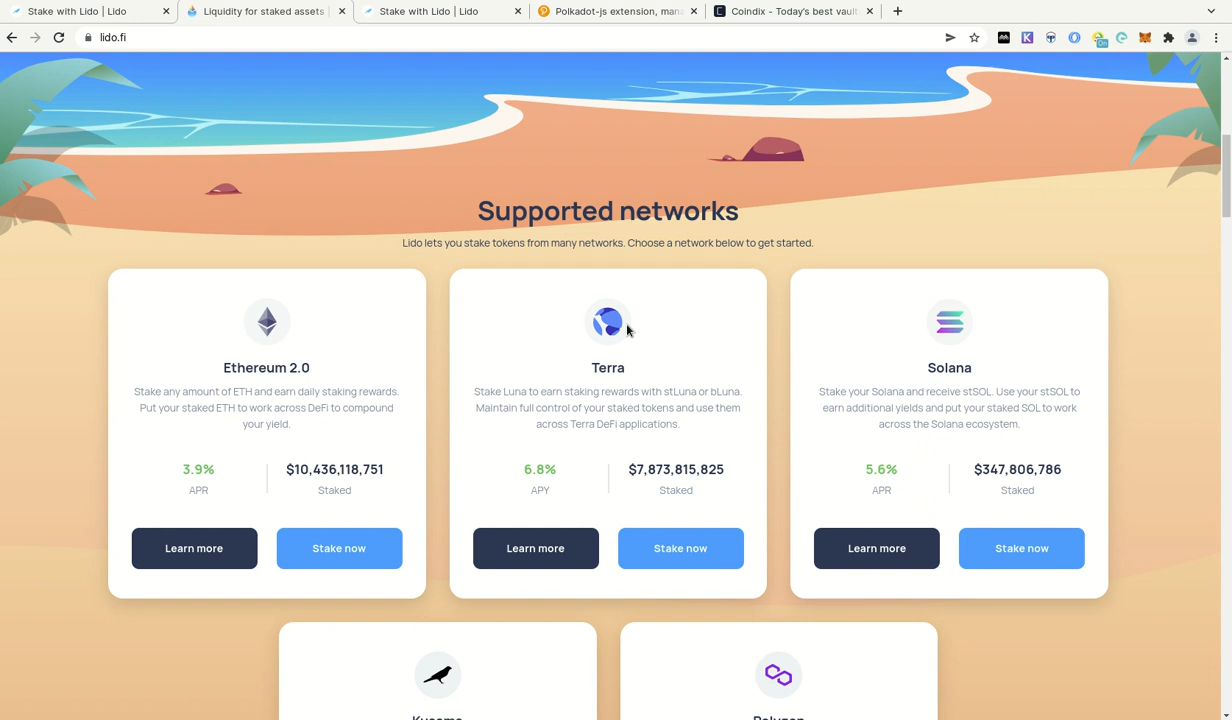 Stake with Lido | Lido
Liquidity for staked assets |
Stake with Lido | Lido
Polkadot-js extension, man
Coindix - Today's best vault
lido.fi
Supported networks
Lido lets you stake tokens from many networks. Choose a network below to get started.
Ethereum 2.0
Stake any amount of ETH and earn daily staking rewards.
Put your staked ETH to work across DeFi to compound
your yield.
3.9%
APR
$10,436,118,751
Staked
Learn more
Stake now
Terra
Stake Luna to earn staking rewards with stLuna or bLuna.
Maintain full control of your staked tokens and use them
across Terra DeFi applications.
6.8%
APY
$7,873,815,825
Staked
Learn more
Stake now
Solana
Stake your Solana and receive stSOL. Use your stSOL to
earn additional yields and put your staked SOL to work
across the Solana ecosystem.
5.6%
APR
$347,806,786
Staked
Learn more
Stake now